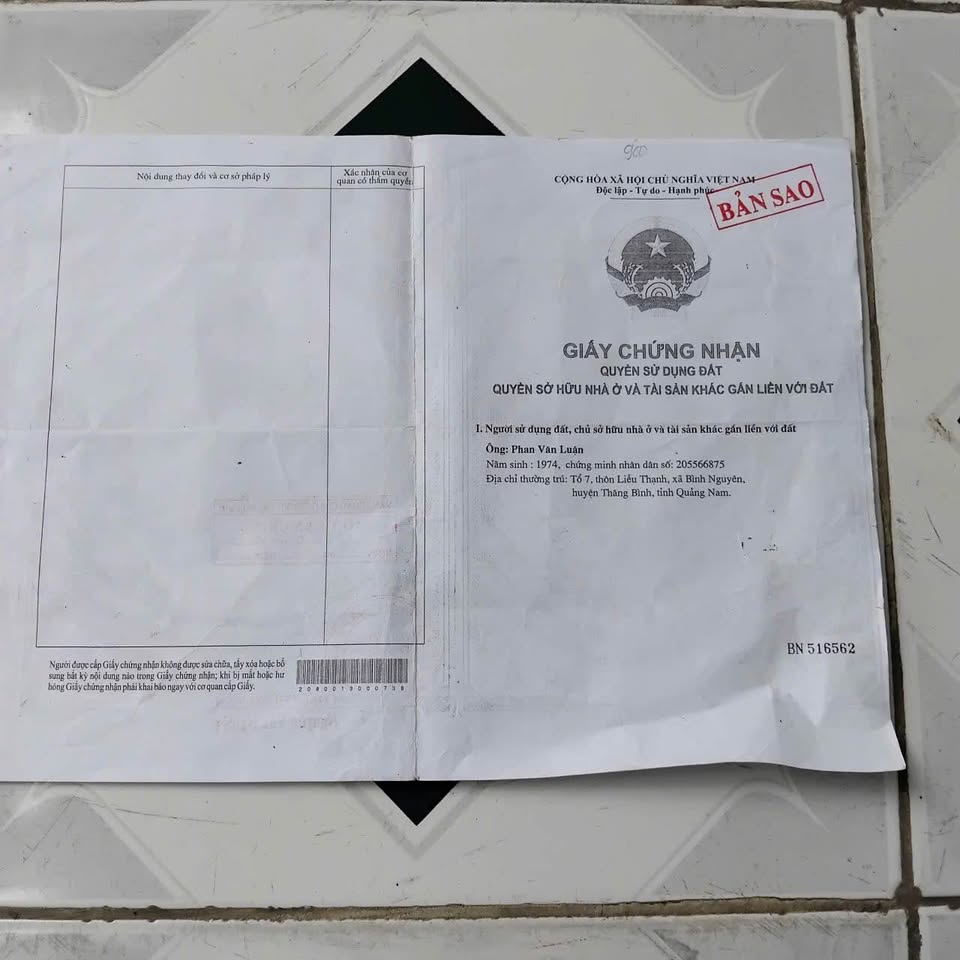 Nội dung thay đổi và cơ sở pháp lý
Xác nhận của cơ
quan có thẩm quyền
Người được cấp Giấy chứng nhận không được sửa chữa, tẩy xóa hoặc bổ
sung bất kỳ nội dung nào trong Giấy chứng nhận; khi bị mất hoặc hư
hỏng Giấy chứng nhận phải khai báo ngay với cơ quan cấp Giấy.
900
CỘNG HÒA XÃ HỘI CHỦ NGHĨA VIỆT NAM
Độc lập - Tự do - Hạnh phúc
BẢN SAO
GIẤY CHỨNG NHẬN
QUYỀN SỬ DỤNG ĐẤT
QUYỀN SỞ HỮU NHÀ Ở VÀ TÀI SẢN KHÁC GẮN LIỀN VỚI ĐẤT
I. Người sử dụng đất, chủ sở hữu nhà ở và tài sản khác gắn liền với đất
Ông: Phan Văn Luận
Năm sinh : 1974, chứng minh nhân dân số: 205566875
Địa chỉ thường trú: Tổ 7, thôn Liễu Thạnh, xã Bình Nguyên,
huyện Thăng Bình, tỉnh Quảng Nam.
BN 516562